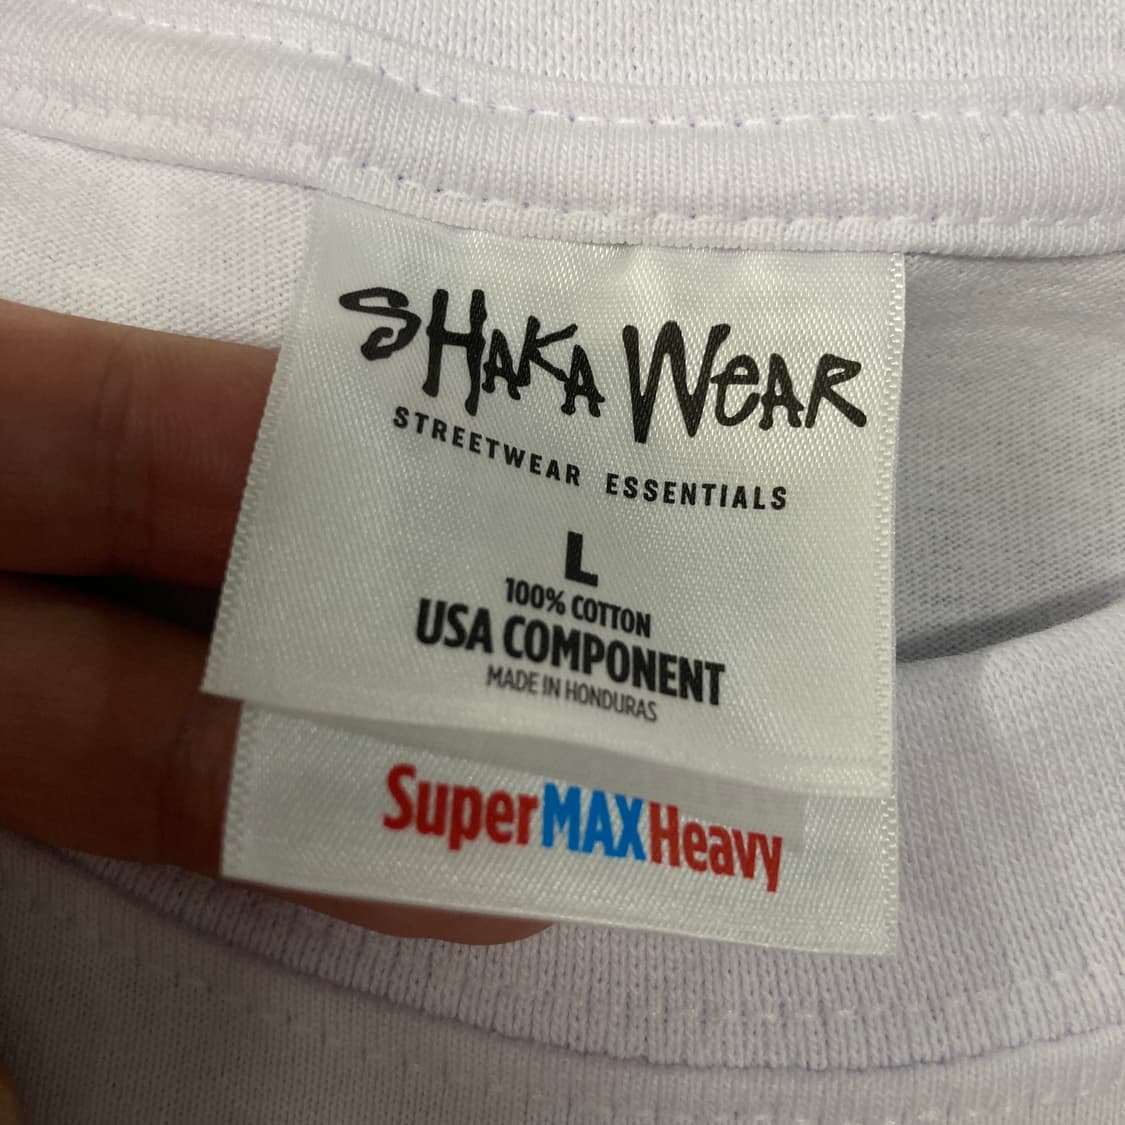 SHAKA WeAR
STREETWEAR ESSENTIALS
L
100% COTTON
USA COMPONENT
MADE IN HONDURAS
SuperMAXHeavy